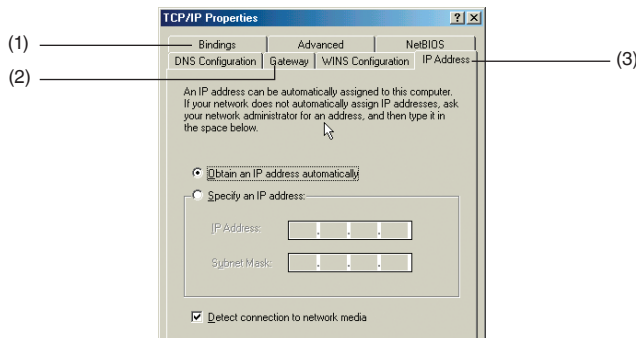 TCP/IP Properties
(1)
Bindings
Advanced
NetBIOS
DNS Configuration
Gateway
WINS Configuration
IP Address
(3)
(2)
An IP address can be automatically assigned to this computer.
If your network does not automatically assign IP addresses, ask
your network administrator for an address, and then type it in
the space below.
Obtain an IP address automatically
Specify an IP address:
IP Address:
Subnet Mask:
Detect connection to network media